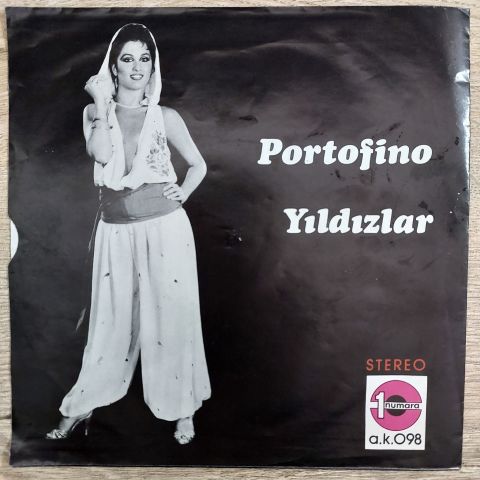 Portofino
Yıldızlar
STEREO
1
numara
a.k.098